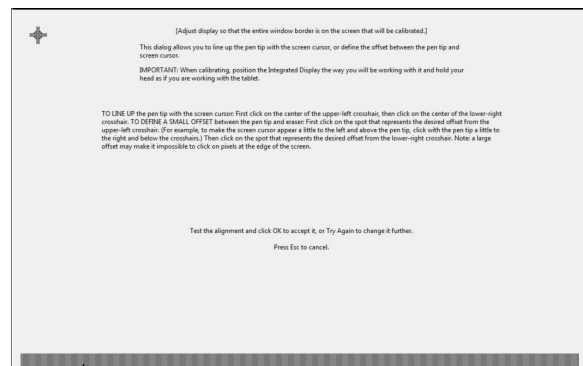 [Adjust display so that the entire window border is on the screen that will be calibrated.]
This dialog allows you to line up the pen tip with the screen cursor, or define the offset between the pen tip and
screen cursor.
IMPORTANT: When calibrating, position the Integrated Display the way you will be working with it and hold your
head as if you are working with the tablet.
TO LINE UP the pen tip with the screen cursor: First click on the center of the upper-left crosshair, then click on the center of the lower-right
crosshair. TO DEFINE A SMALL OFFSET between the pen tip and eraser: First click on the spot that represents the desired offset from the
upper-left crosshair. (For example, to make the screen cursor appear a little to the left and above the pen tip, click with the pen tip a little to
the right and below the crosshairs.) Then click on the spot that represents the desired offset from the lower-right crosshair. Note: a large
offset may make it impossible to click on pixels at the edge of the screen.
Test the alignment and click OK to accept it, or Try Again to change it further.
Press Esc to cancel.